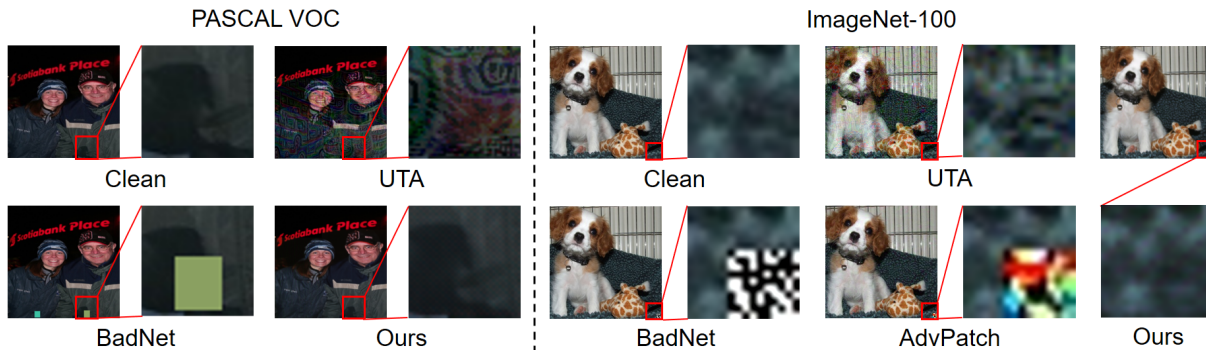 PASCAL VOC
ImageNet-100
Scotiabank Place
Scotiabank Place
Clean
UTA
Clean
UTA
Scotiabank Place
Scotiabank Place
BadNet
Ours
BadNet
AdvPatch
Ours